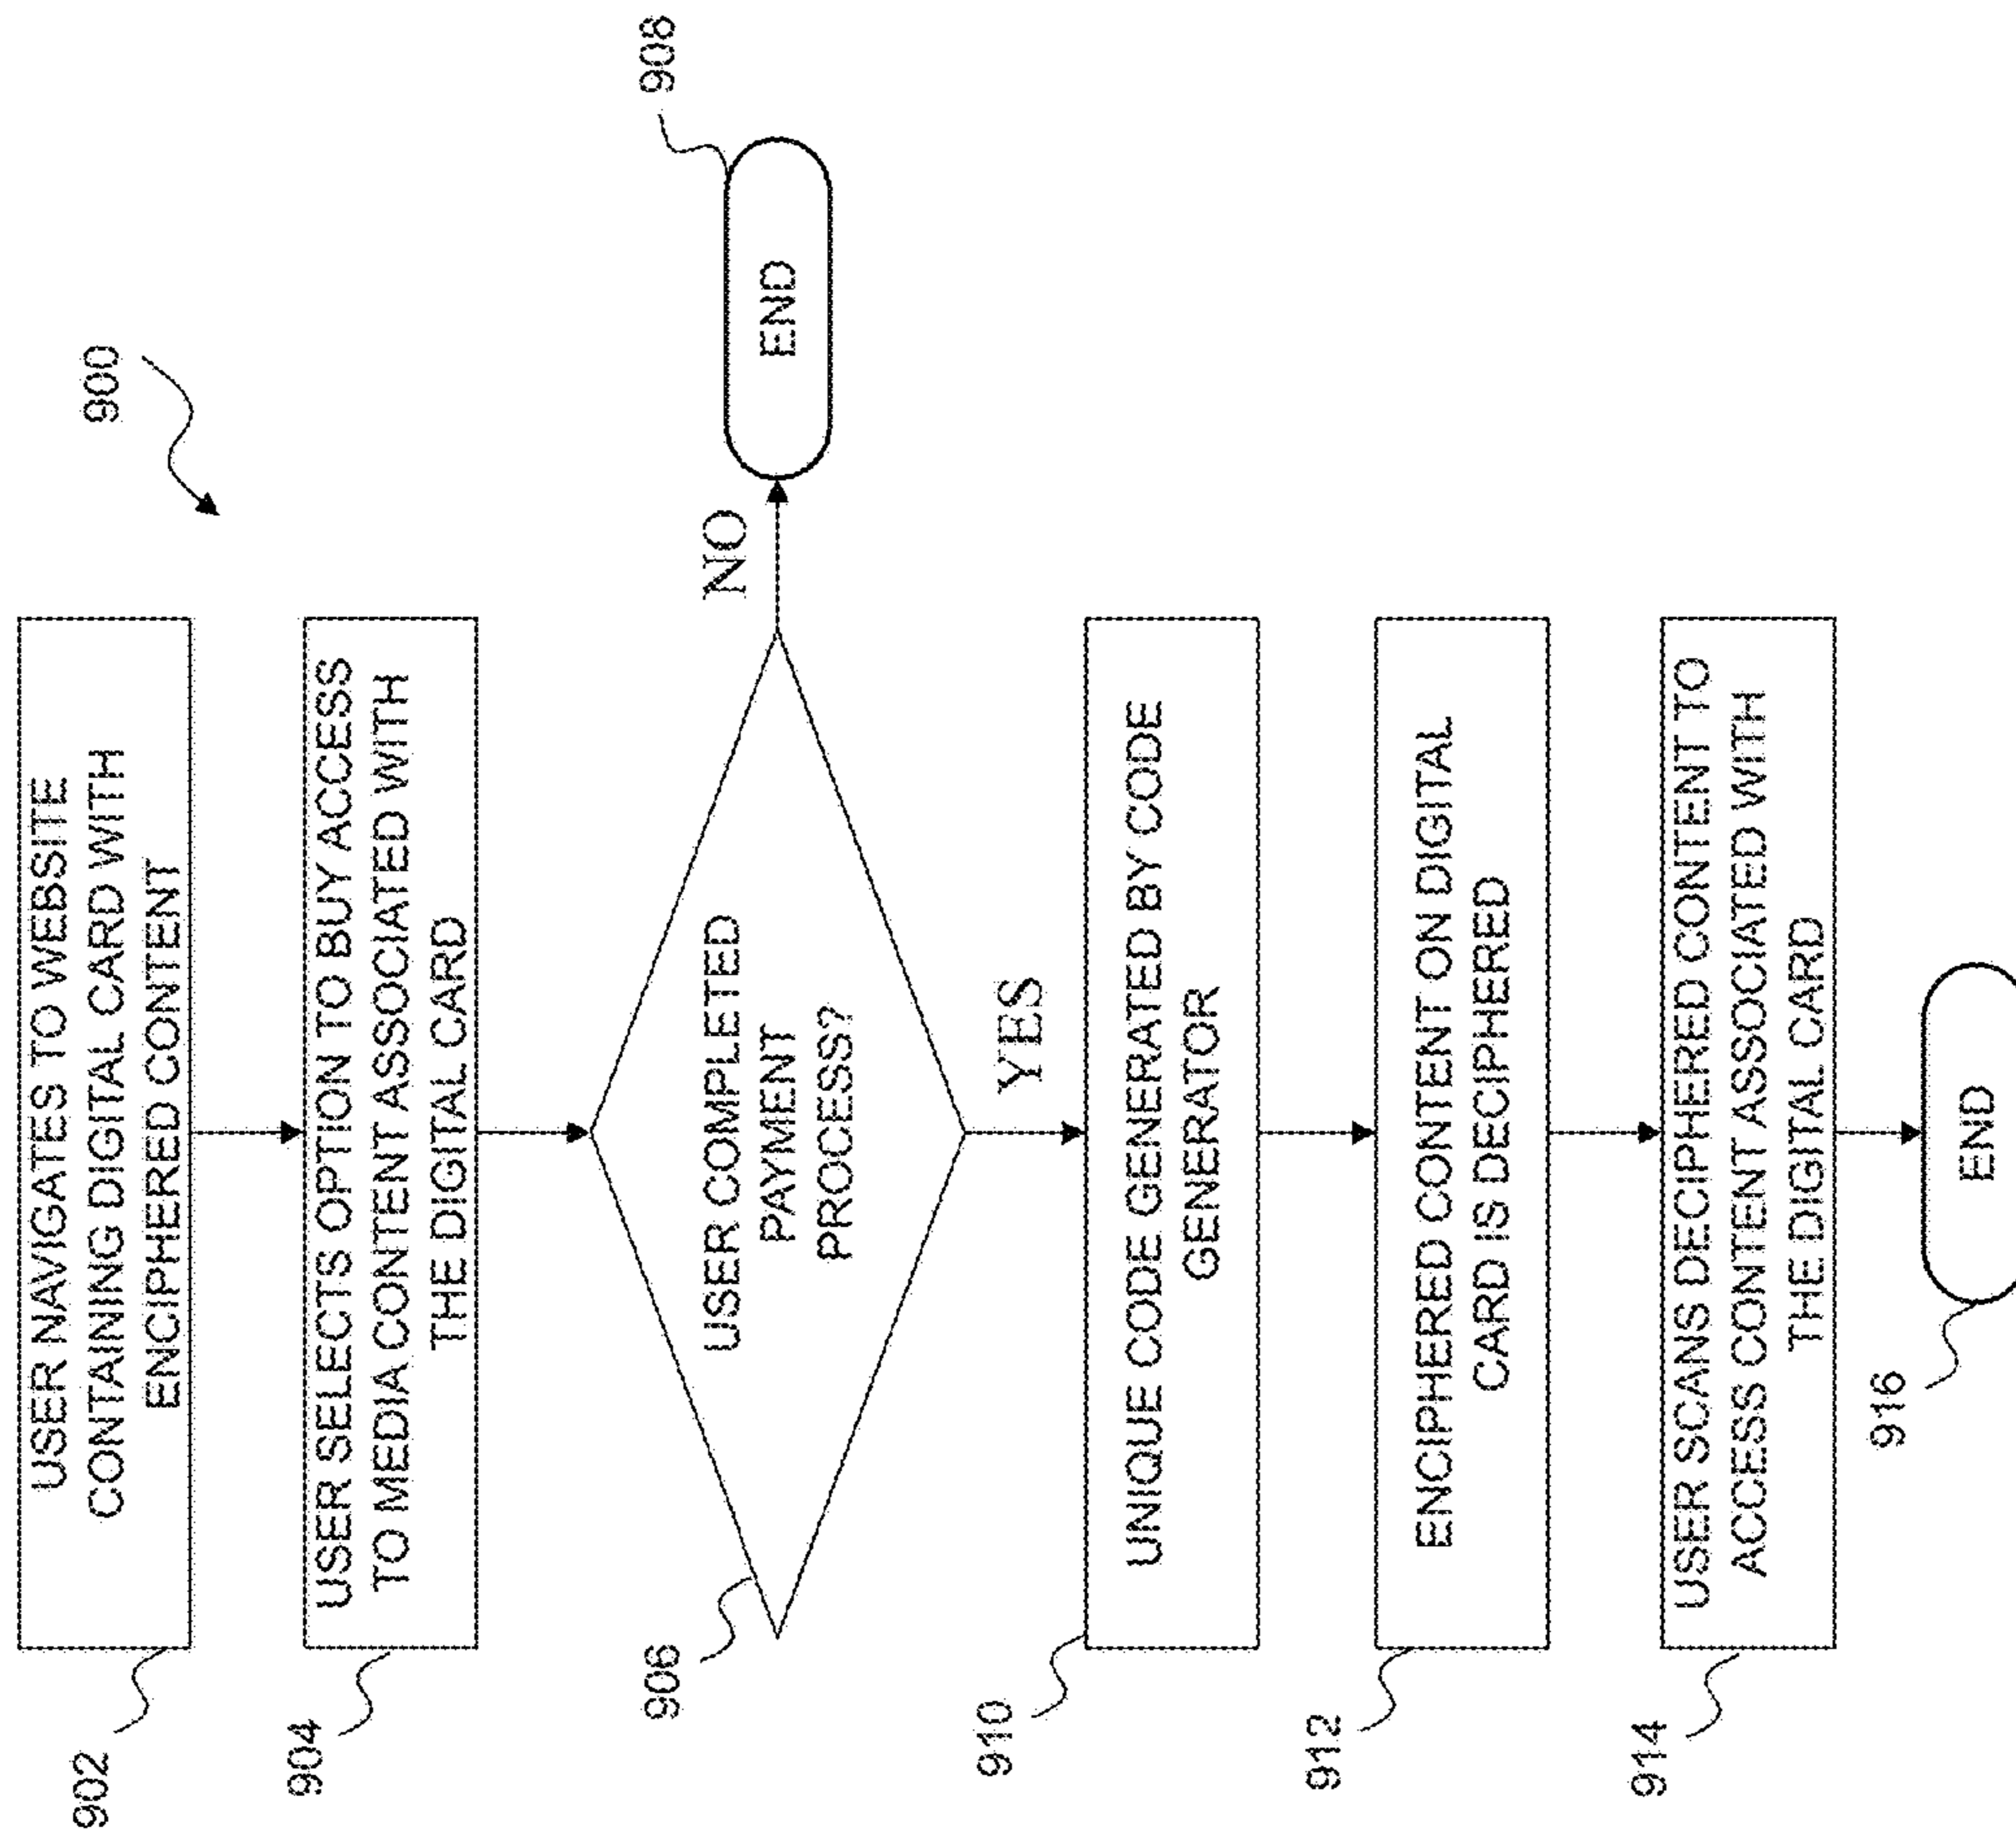 900
902
USER NAVIGATES TO WEBSITE
CONTAINING DIGITAL CARD WITH
ENCIPHERED CONTENT
904
USER SELECTS OPTION TO BUY ACCESS
TO MEDIA CONTENT ASSOCIATED WITH
THE DIGITAL CARD
906
USER COMPLETED
PAYMENT
PROCESS?
NO
END
908
YES
910
UNIQUE CODE GENERATED BY CODE
GENERATOR
912
ENCIPHERED CONTENT ON DIGITAL
CARD IS DECIPHERED
914
USER SCANS DECIPHERED CONTENT TO
ACCESS CONTENT ASSOCIATED WITH
THE DIGITAL CARD
916
END